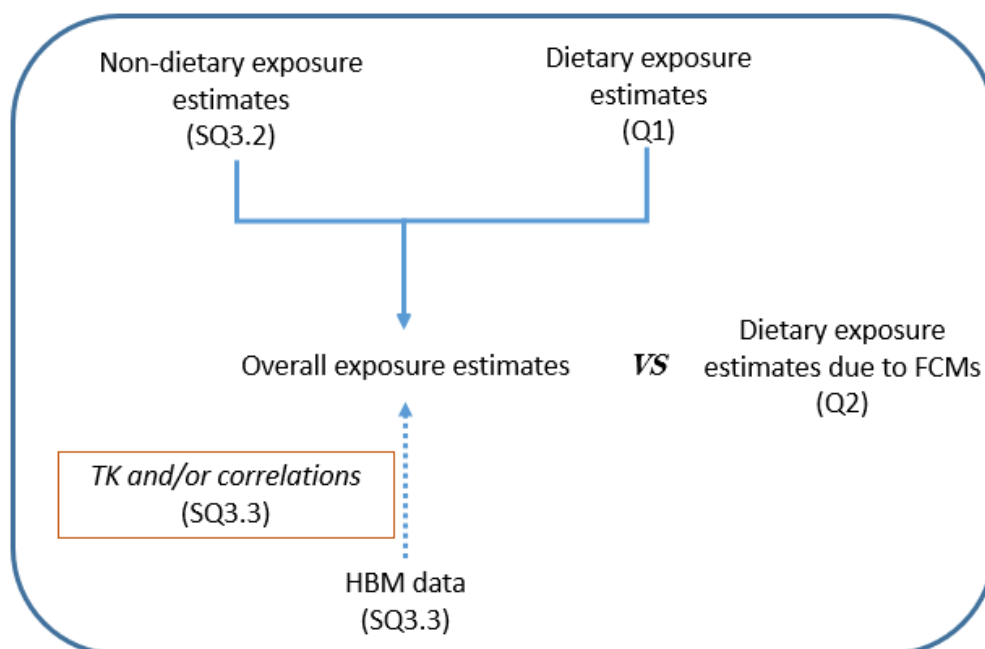 Non-dietary exposure
estimates
(SQ3.2)
Dietary exposure
estimates
(Q1)
Overall exposure estimates
VS
Dietary exposure
estimates due to FCMs
(Q2)
TK and/or correlations
(SQ3.3)
HBM data
(SQ3.3)